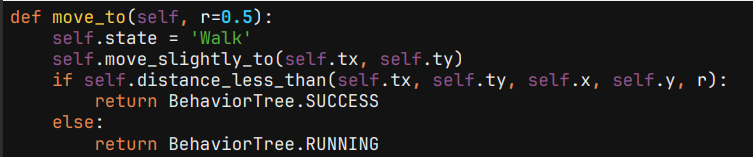 def move_to(self, r=0.5):
    self.state = 'Walk'
    self.move_slightly_to(self.tx, self.ty)
    if self.distance_less_than(self.tx, self.ty, self.x, self.y, r):
        return BehaviorTree.SUCCESS
    else:
        return BehaviorTree.RUNNING